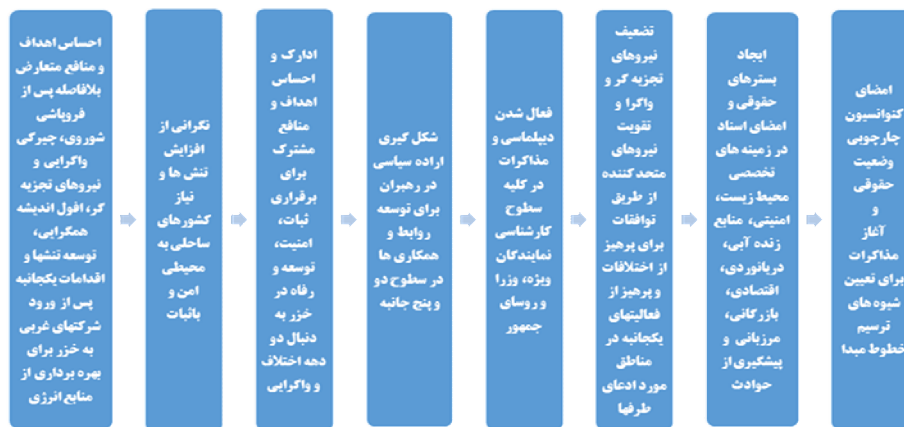 احساس اهداف
و منافع متعارض
بلافاصله پس از
فروپاشی
شوروی، چیرگی
واگرایی و
نیروهای تجزیه
گر، افول اندیشه
همگرایی،
توسعه تنشها و
اقدامات یکجانبه
پس از ورود
شرکتهای غربی
به خزر برای
بهره برداری از
منابع انرژی
نگرانی از
افزایش
تنش ها و
نیاز
کشورهای
ساحلی به
محیطی
امن و
باثبات
ادارک و
احساس
اهداف و
منافع
مشترک
برای
برقراری
ثبات،
امنیت،
توسعه و
رفاه در
خزر به
دنبال دو
دهه اختلاف
و واگرایی
شکل گیری
اراده سیاسی
در رهبران
برای توسعه
روابط و
همکاری ها
در سطوح دو
و پنج جانبه
فعال شدن
دیپلماسی و
مذاکرات
در کلیه
سطوح
کارشناسی
نمایندگان
ویژه، وزرا
و روسای
جمهور
تضعیف
نیروهای
تجزیه گر و
واگرا و
تقویت
نیروهای
متحدکننده
از طریق
توافقات
برای پرهیز
از اختلافات
و پرهیز از
فعالیتهای
یکجانبه در
مناطق
مورد ادعای
طرفها
ایجاد
بسترهای
حقوقی و
امضای اسناد
در زمینه های
تخصصی
محیط زیست،
امنیتی، منابع
زنده آبی،
دریانوردی،
اقتصادی،
بازرگانی،
مرزبانی و
پیشگیری از
حوادث
امضای
کنوانسیون
چارچوبی
وضعیت
حقوقی
و
آغاز
مذاکرات
برای تعیین
شیوه های
ترسیم
خطوط مبدا